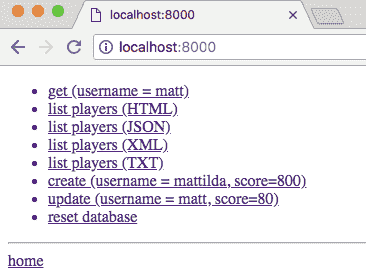 localhost:8000
localhost:8000
get (username = matt)
list players (HTML)
list players (JSON)
list players (XML)
list players (TXT)
create (username = mattilda, score=800)
update (username = matt, score=80)
reset database
home